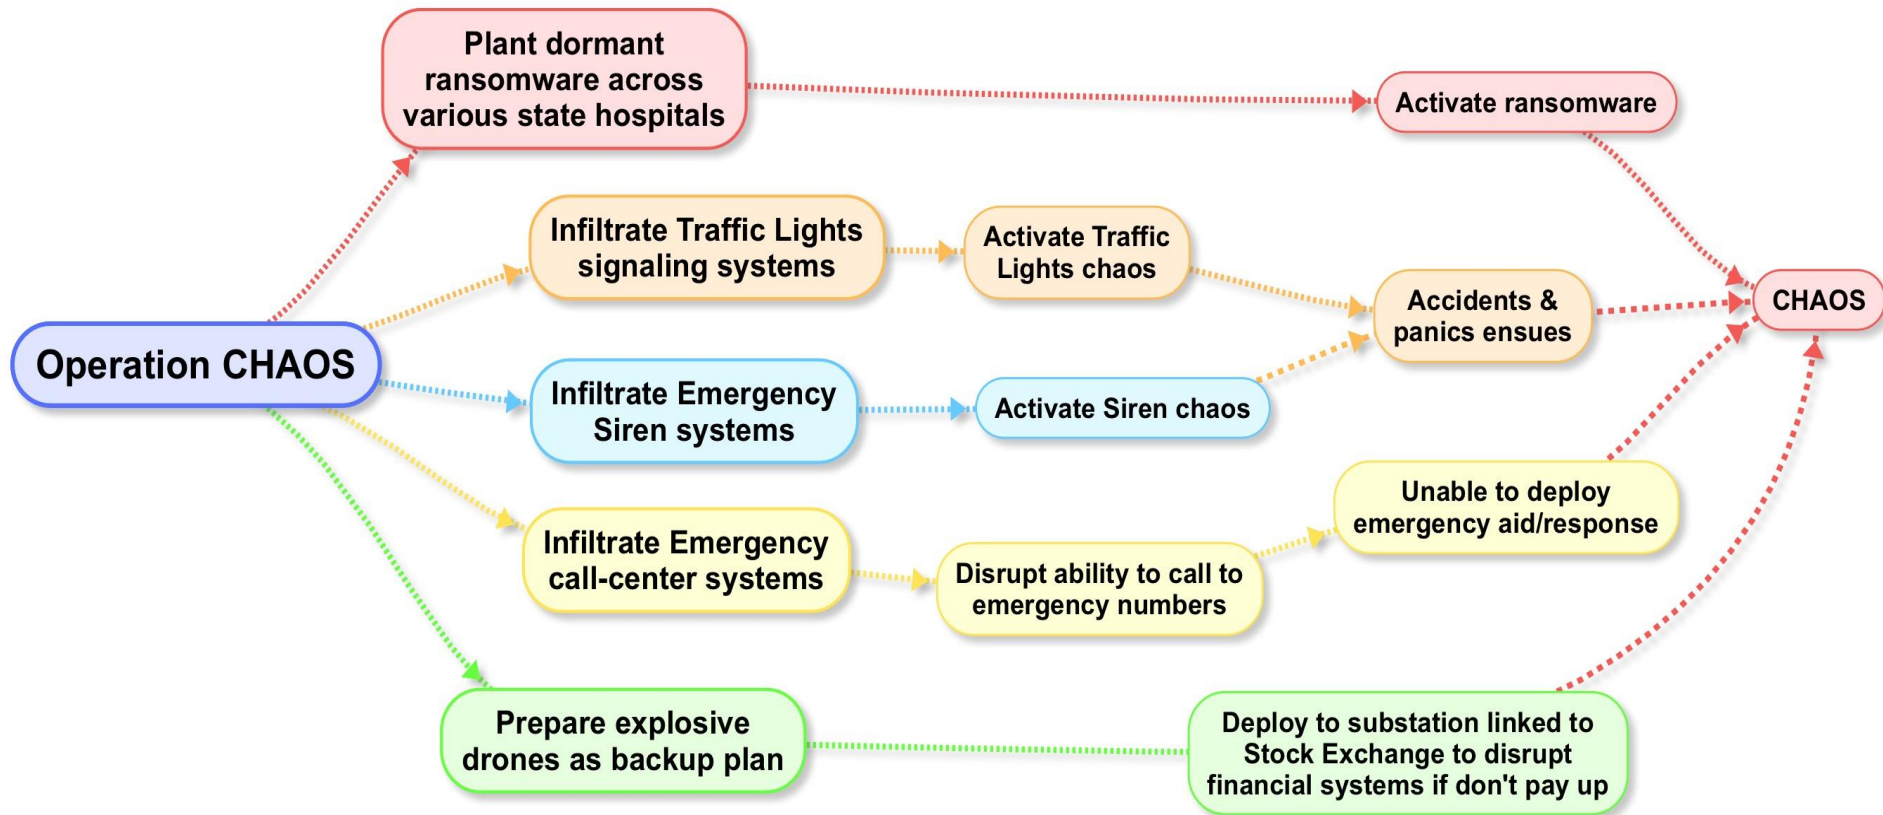 Plant dormant
ransomware across
various state hospitals
Activate ransomware
Infiltrate Traffic Lights
signaling systems
Activate Traffic
Lights chaos
Accidents &
panics ensues
CHAOS
Operation CHAOS
Infiltrate Emergency
Siren systems
Activate Siren chaos
Unable to deploy
emergency aid/response
Infiltrate Emergency
call-center systems
Disrupt ability to call to
emergency numbers
Prepare explosive
drones as backup plan
Deploy to substation linked to
Stock Exchange to disrupt
financial systems if don't pay up